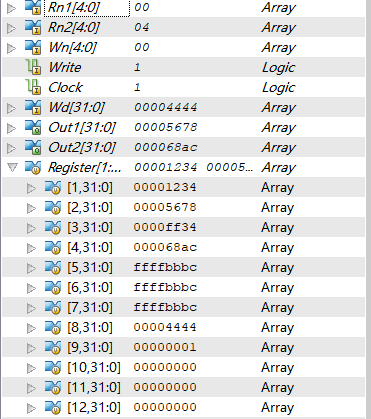 Rn1[4:0] 00 Array
Rn2[4:0] 04 Array
Wn[4:0] 00 Array
Write 1 Logic
Clock 1 Logic
Wd[31:0] 00004444 Array
Out1[31:0] 00005678 Array
Out2[31:0] 000068ac Array
Register[1:... 00001234 00005... Array
[1,31:0] 00001234 Array
[2,31:0] 00005678 Array
[3,31:0] 0000ff34 Array
[4,31:0] 000068ac Array
[5,31:0] ffffbbbc Array
[6,31:0] ffffbbbc Array
[7,31:0] ffffbbbc Array
[8,31:0] 00004444 Array
[9,31:0] 00000001 Array
[10,31:0] 00000000 Array
[11,31:0] 00000000 Array
[12,31:0] 00000000 Array